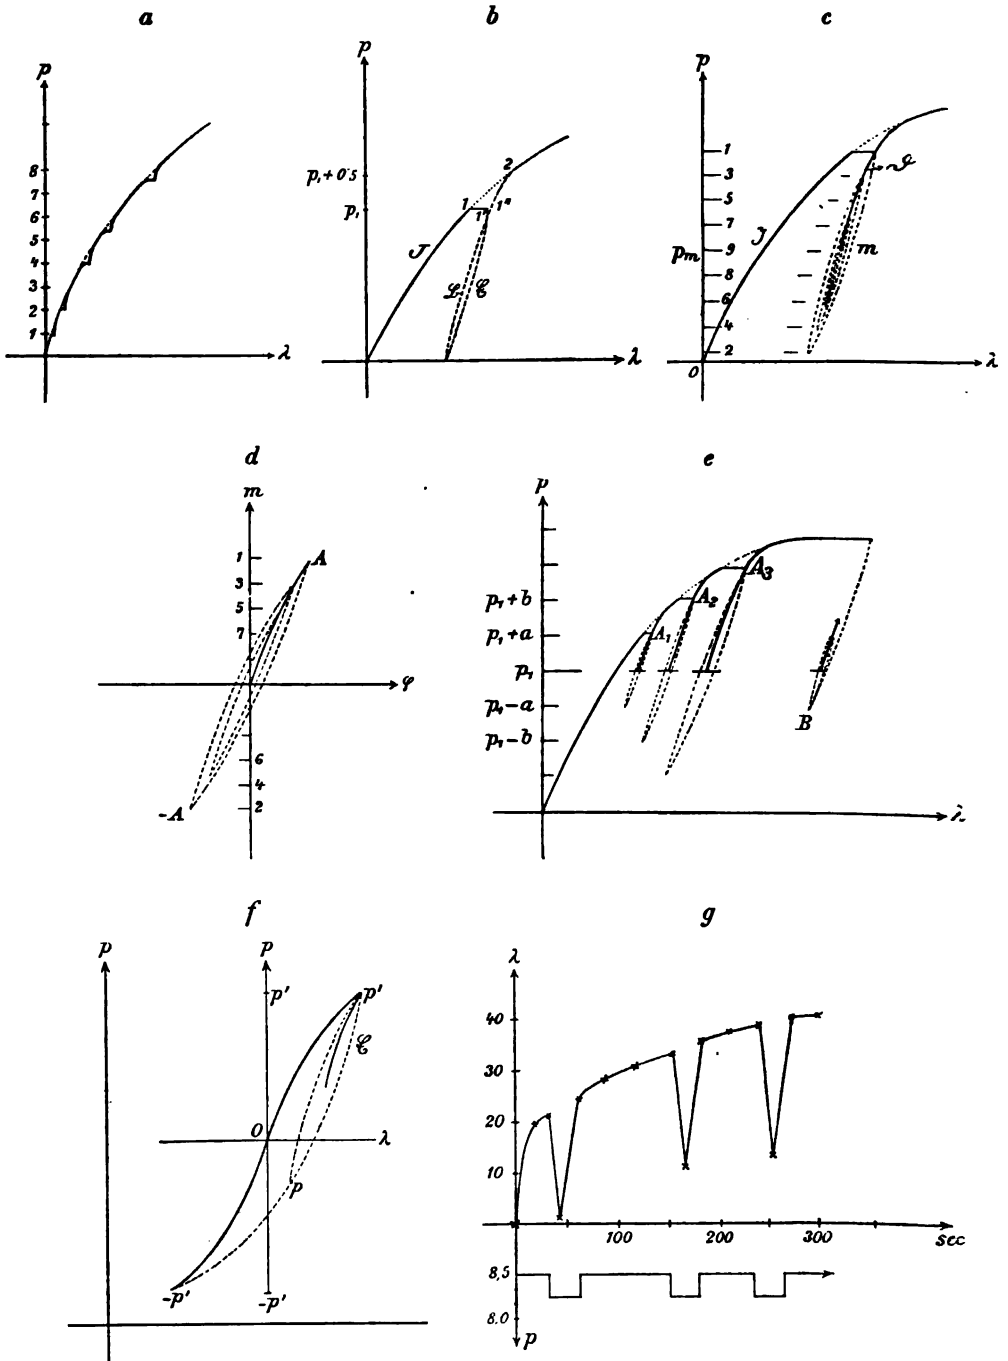 a b c
p
8
7
6
5
4
3
2
1
λ
p
p₁+0·5
p₁
1 1' 1" 2
J
L C
λ
p
1
3
5
7
9
8
6
4
2
pm
J
m
ϑ
0
λ
d e
m
1
3
5
7
6
4
2
A
-A
φ
p
p₁+b
p₁+a
p₁
p₁-a
p₁-b
A₁
A₂
A₃
B
λ
f g
p p
p' p'
C
O
λ
p
-p' -p'
λ
40
30
20
10
100 200 300 sec
8,5
8.0
p